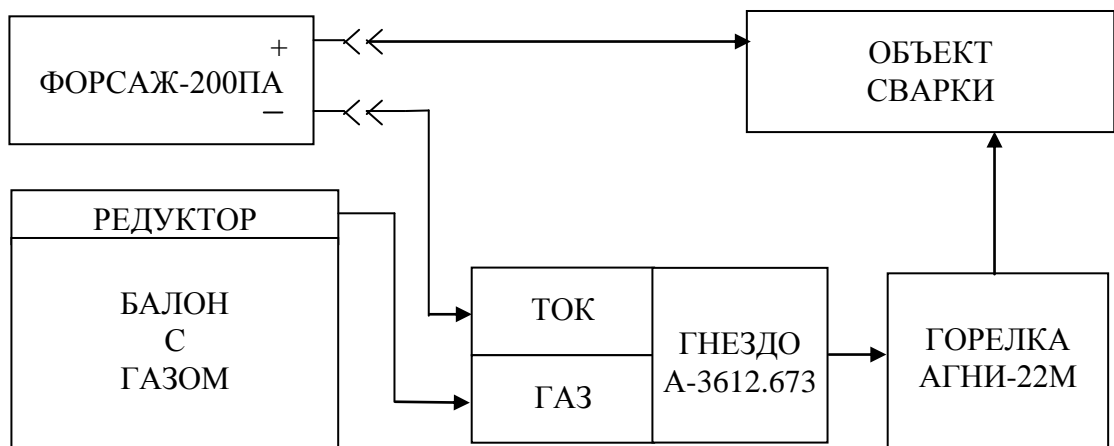 +
ФОРСАЖ-200ПА
–
ОБЪЕКТ
СВАРКИ
РЕДУКТОР
БАЛОН
С
ГАЗОМ
ТОК
ГАЗ
ГНЕЗДО
А-3612.673
ГОРЕЛКА
АГНИ-22М